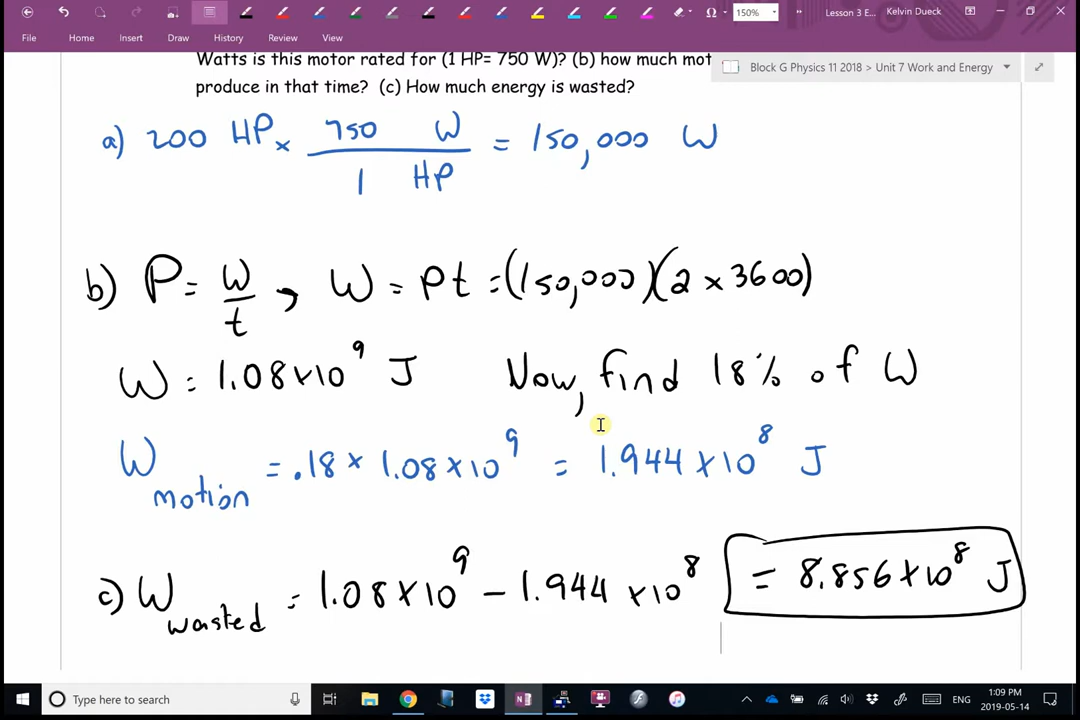 150%
Lesson 3 E...
Kelvin Dueck
File Home Insert Draw History Review View
Watts is this motor rated for (1 HP= 750 W)? (b) how much mot
Block G Physics 11 2018 > Unit 7 Work and Energy
produce in that time? (c) How much energy is wasted?
a) 200 HP x 750 W / 1 HP = 150,000 W
b) P = W/t , W = Pt = (150,000)(2 x 3600)
W = 1.08x10⁹ J Now, find 18% of W
W motion = .18 x 1.08 x 10⁹ = 1.944 x 10⁸ J
c) W wasted = 1.08 x 10⁹ - 1.944 x 10⁸ = 8.856 x 10⁸ J
Type here to search
ENG
1:09 PM
2019-05-14